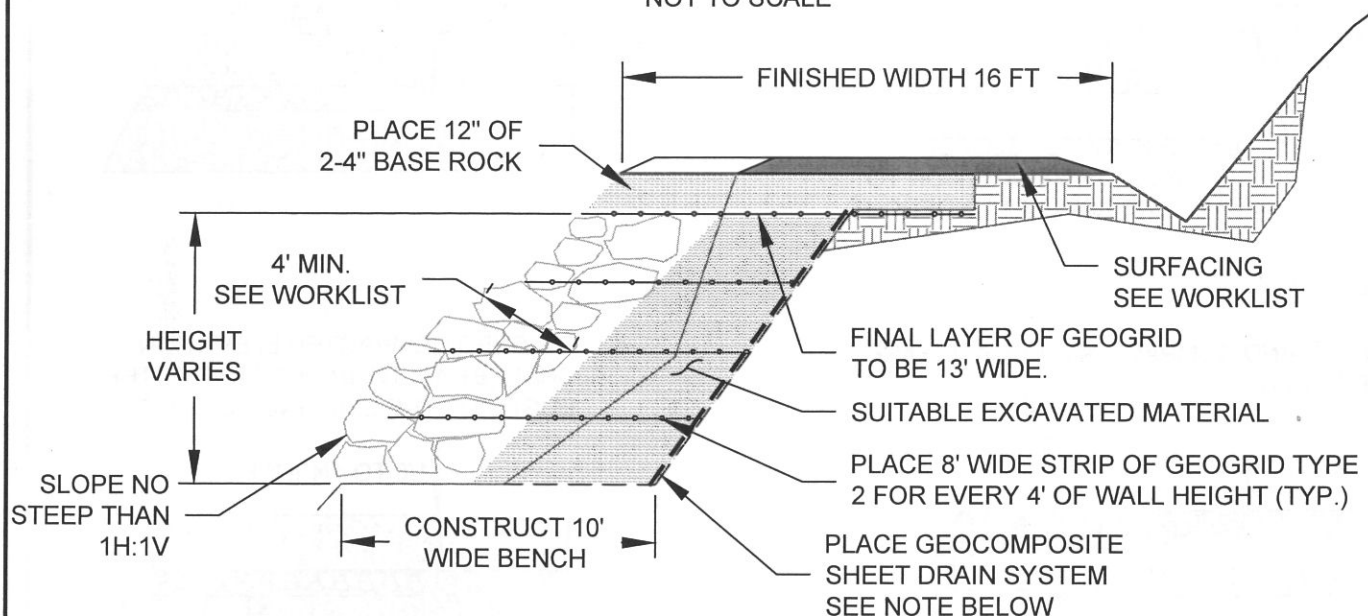 NOT TO SCALE
FINISHED WIDTH 16 FT
PLACE 12" OF
2-4" BASE ROCK
4' MIN.
SEE WORKLIST
HEIGHT
VARIES
SURFACING
SEE WORKLIST
FINAL LAYER OF GEOGRID
TO BE 13' WIDE.
SUITABLE EXCAVATED MATERIAL
PLACE 8' WIDE STRIP OF GEOGRID TYPE
2 FOR EVERY 4' OF WALL HEIGHT (TYP.)
SLOPE NO
STEEP THAN
1H:1V
CONSTRUCT 10'
WIDE BENCH
PLACE GEOCOMPOSITE
SHEET DRAIN SYSTEM
SEE NOTE BELOW